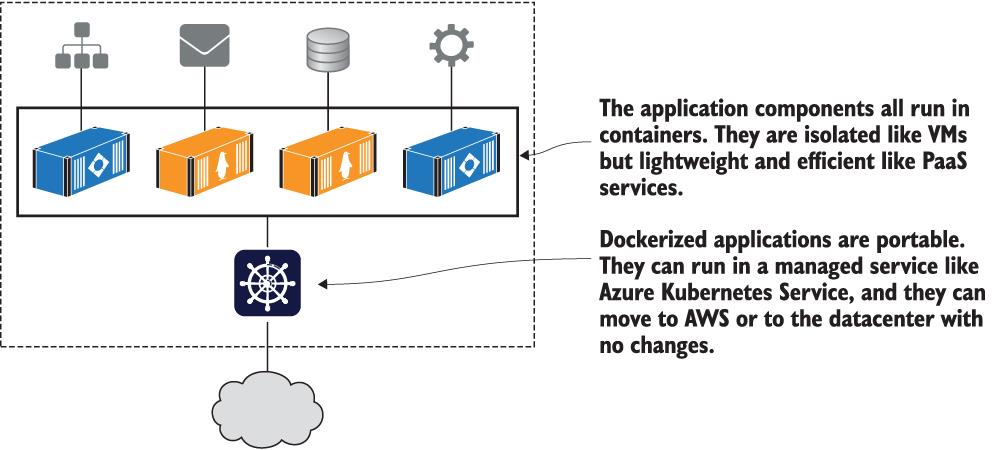 The application components all run in
containers. They are isolated like VMs
but lightweight and efficient like PaaS
services.
Dockerized applications are portable.
They can run in a managed service like
Azure Kubernetes Service, and they can
move to AWS or to the datacenter with
no changes.